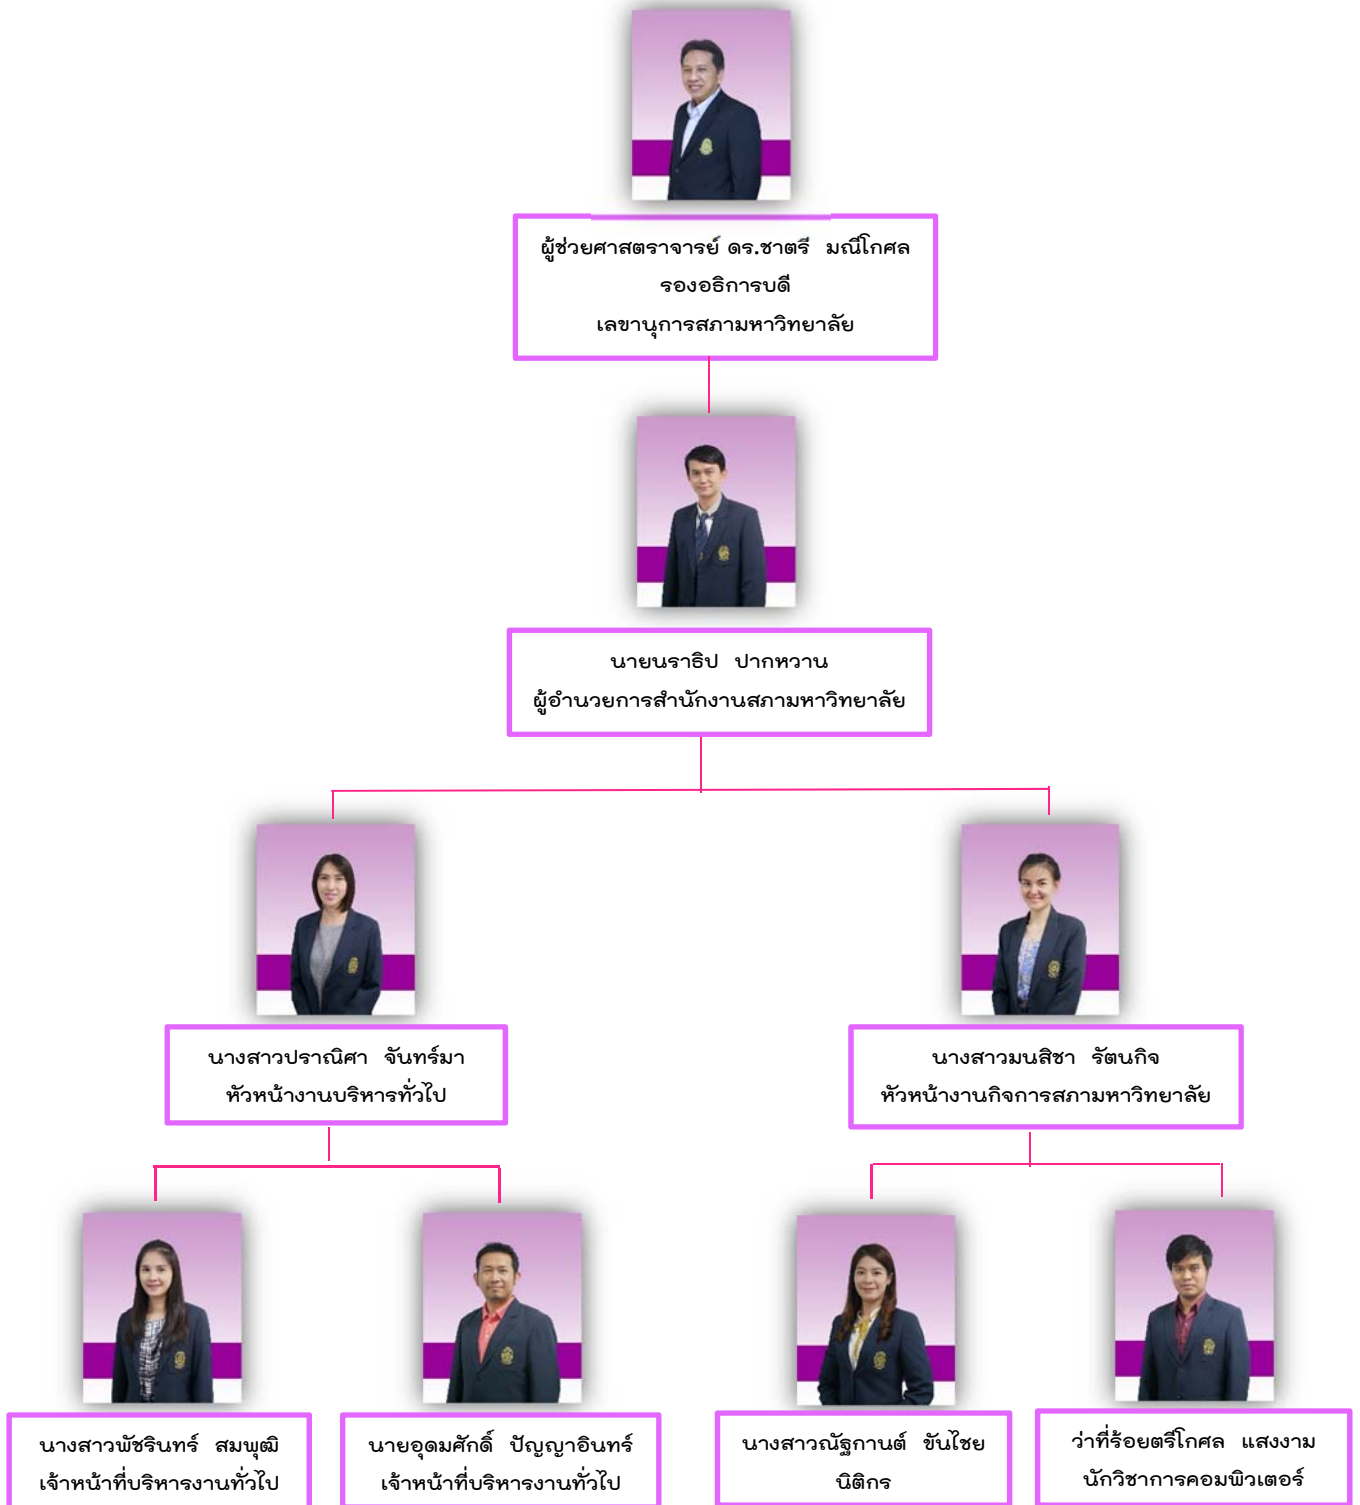 ผู้ช่วยศาสตราจารย์ ดร.ชาตรี มณีโกศล
รองอธิการบดี
เลขานุการสภามหาวิทยาลัย
นายนราธิป ปากหวาน
ผู้อำนวยการสำนักงานสภามหาวิทยาลัย
นางสาวปราณิศา จันทร์มา
หัวหน้างานบริหารทั่วไป
นางสาวมนสิชา รัตนกิจ
หัวหน้างานกิจการสภามหาวิทยาลัย
นางสาวพัชรินทร์ สมพุฒิ
เจ้าหน้าที่บริหารงานทั่วไป
นายอุดมศักดิ์ ปัญญาอินทร์
เจ้าหน้าที่บริหารงานทั่วไป
นางสาวณัฐกานต์ ขันไชย
นิติกร
ว่าที่ร้อยตรีโกศล แสงงาม
นักวิชาการคอมพิวเตอร์